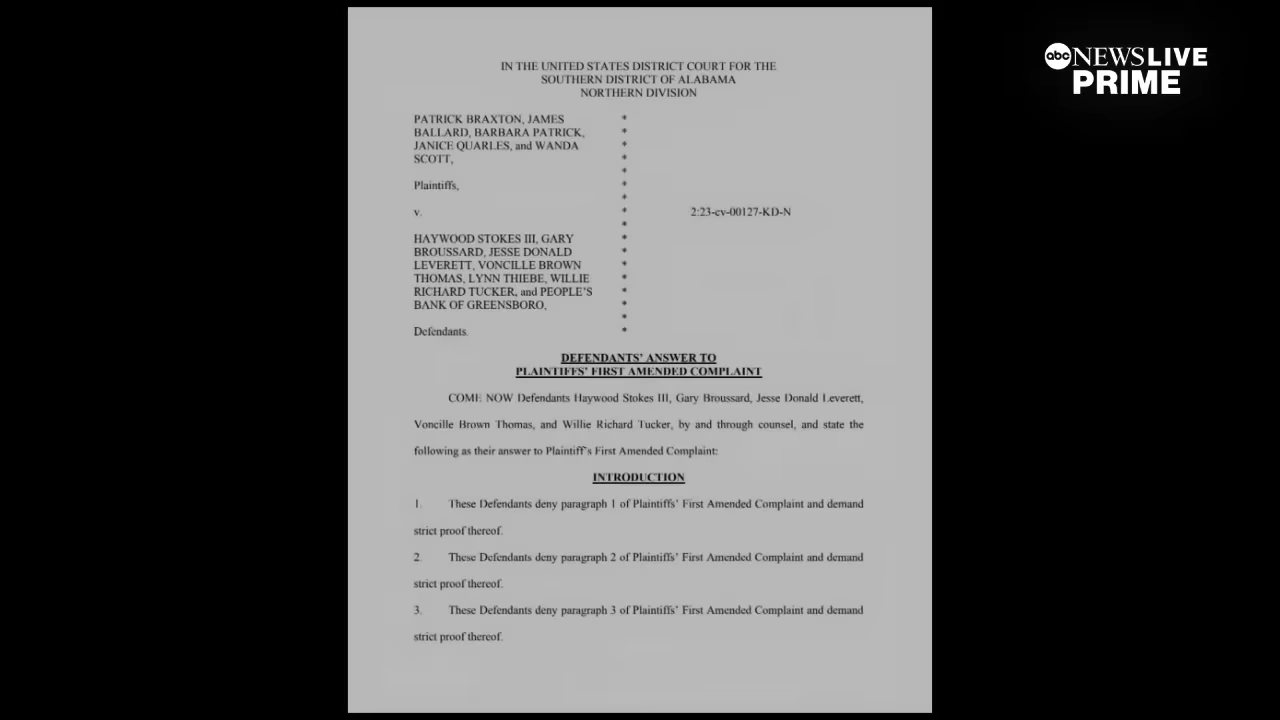 abc NEWS LIVE
PRIME
IN THE UNITED STATES DISTRICT COURT FOR THE
SOUTHERN DISTRICT OF ALABAMA
NORTHERN DIVISION
PATRICK BRAXTON, JAMES *
BALLARD, BARBARA PATRICK, *
JANICE QUARLES, and WANDA *
SCOTT, *
*
Plaintiffs, *
*
v. * 2:23-cv-00127-KD-N
*
HAYWOOD STOKES III, GARY *
BROUSSARD, JESSE DONALD *
LEVERETT, VONCILLE BROWN *
THOMAS, LYNN THIEBE, WILLIE *
RICHARD TUCKER, and PEOPLE'S *
BANK OF GREENSBORO, *
*
Defendants. *
DEFENDANTS' ANSWER TO
PLAINTIFFS' FIRST AMENDED COMPLAINT
COME NOW Defendants Haywood Stokes III, Gary Broussard, Jesse Donald Leverett,
Voncille Brown Thomas, and Willie Richard Tucker, by and through counsel, and state the
following as their answer to Plaintiff's First Amended Complaint:
INTRODUCTION
1. These Defendants deny paragraph 1 of Plaintiffs' First Amended Complaint and demand
strict proof thereof.
2. These Defendants deny paragraph 2 of Plaintiffs' First Amended Complaint and demand
strict proof thereof.
3. These Defendants deny paragraph 3 of Plaintiffs' First Amended Complaint and demand
strict proof thereof.